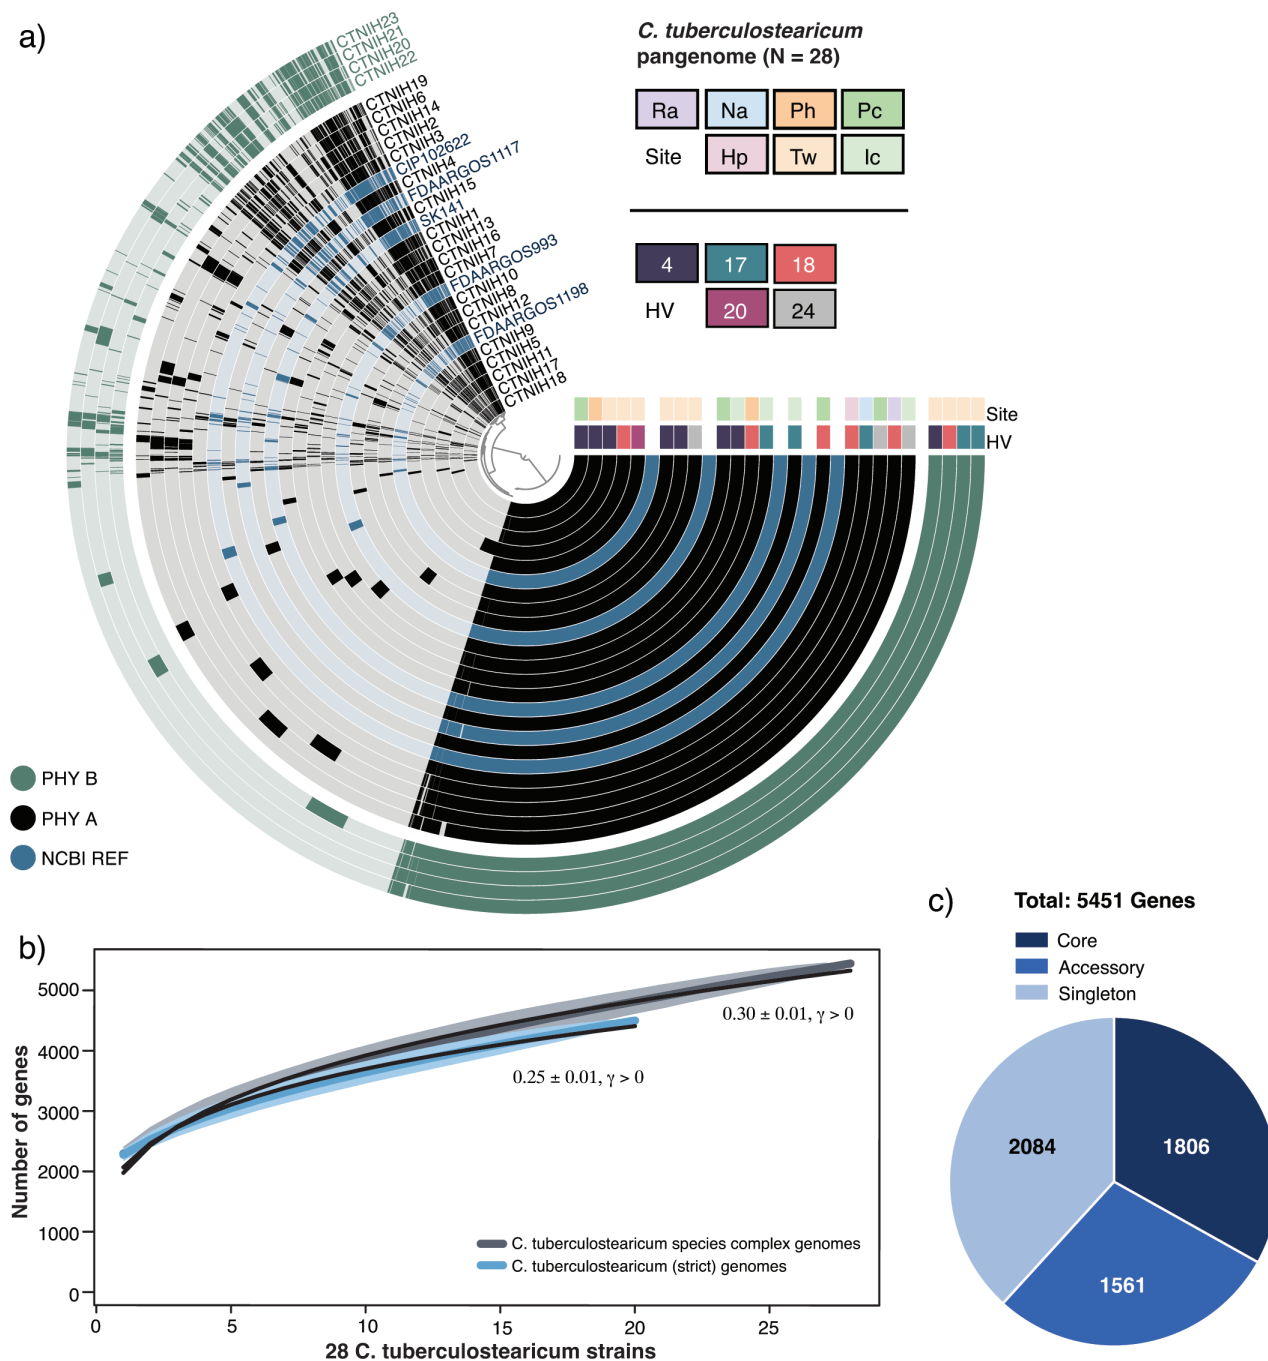 a)
C. tuberculostearicum
pangenome (N = 28)
Ra Na Ph Pc
Site Hp Tw Ic
4 17 18
HV 20 24
CTNIH23
CTNIH21
CTNIH20
CTNIH22
CTNIH19
CTNIH6
CTNIH14
CTNIH2
CTNIH3
CIP102622
CTNIH4
FDAARGOS1117
CTNIH15
SK141
CTNIH1
CTNIH13
CTNIH16
CTNIH7
FDAARGOS993
CTNIH10
CTNIH8
CTNIH12
FDAARGOS1198
CTNIH9
CTNIH5
CTNIH11
CTNIH17
CTNIH18
Site
HV
PHY B
PHY A
NCBI REF
b)
Number of genes
5000
4000
3000
2000
1000
0
0.30 ± 0.01, γ > 0
0.25 ± 0.01, γ > 0
C. tuberculostearicum species complex genomes
C. tuberculostearicum (strict) genomes
0 5 10 15 20 25
28 C. tuberculostearicum strains
c)
Total: 5451 Genes
Core
Accessory
Singleton
2084
1806
1561